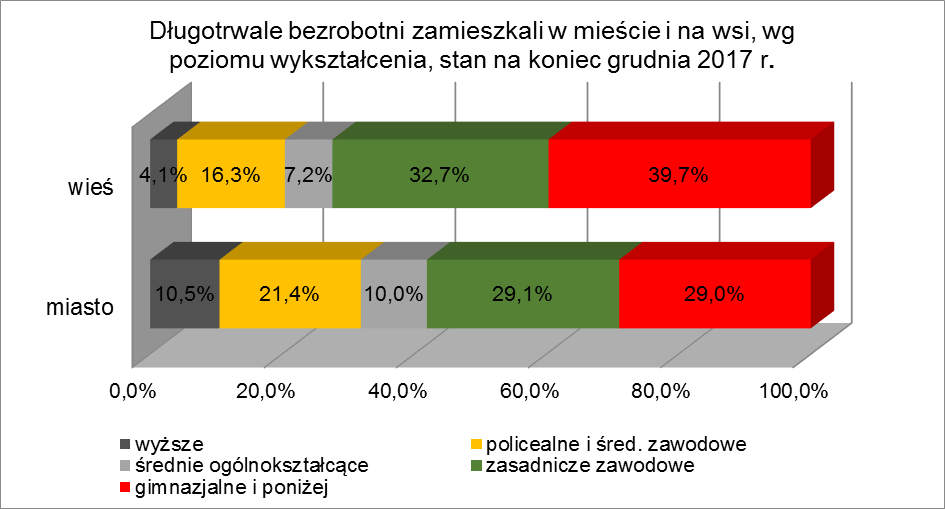 Długotrwale bezrobotni zamieszkali w mieście i na wsi, wg
poziomu wykształcenia, stan na koniec grudnia 2017 r.
wieś
4,1% 16,3% 7,2% 32,7% 39,7%
miasto
10,5% 21,4% 10,0% 29,1% 29,0%
0,0% 20,0% 40,0% 60,0% 80,0% 100,0%
wyższe
policealne i śred. zawodowe
średnie ogólnokształcące
zasadnicze zawodowe
gimnazjalne i poniżej